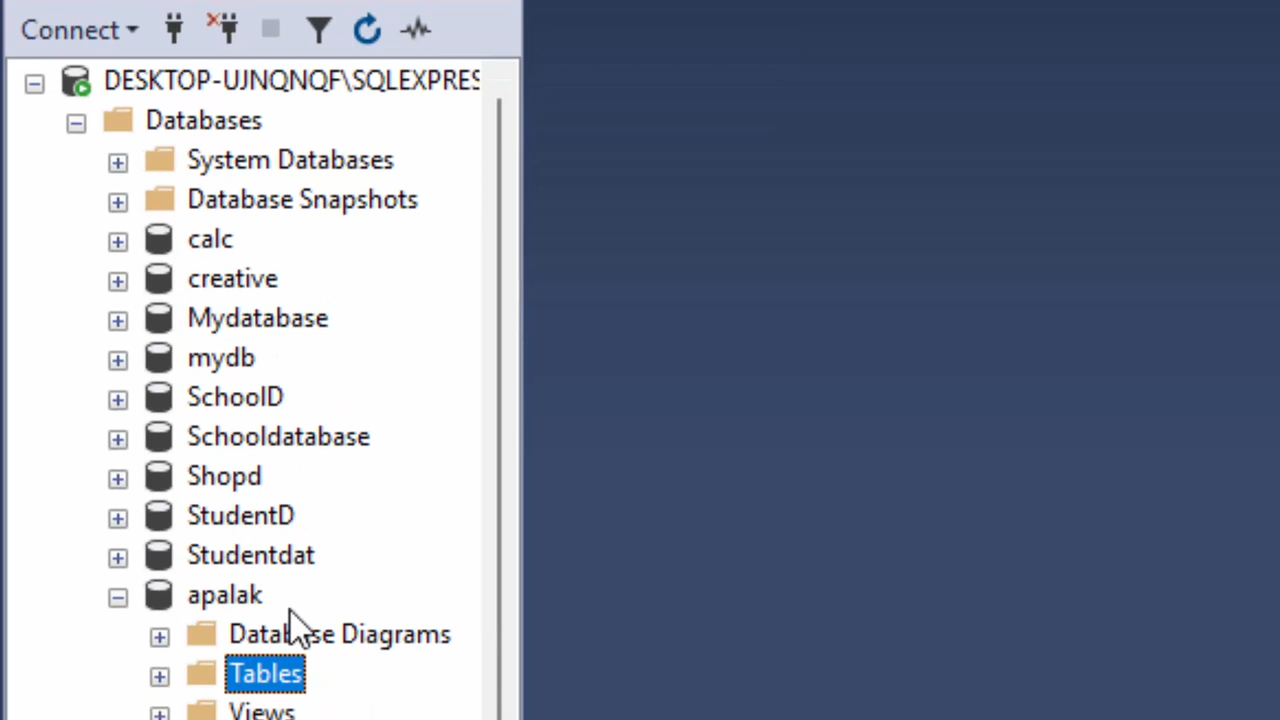 Connect
DESKTOP-UJNQNQF\SQLEXPRES
Databases
System Databases
Database Snapshots
calc
creative
Mydatabase
mydb
SchoolD
Schooldatabase
Shopd
StudentD
Studentdat
apalak
Database Diagrams
Tables
Views